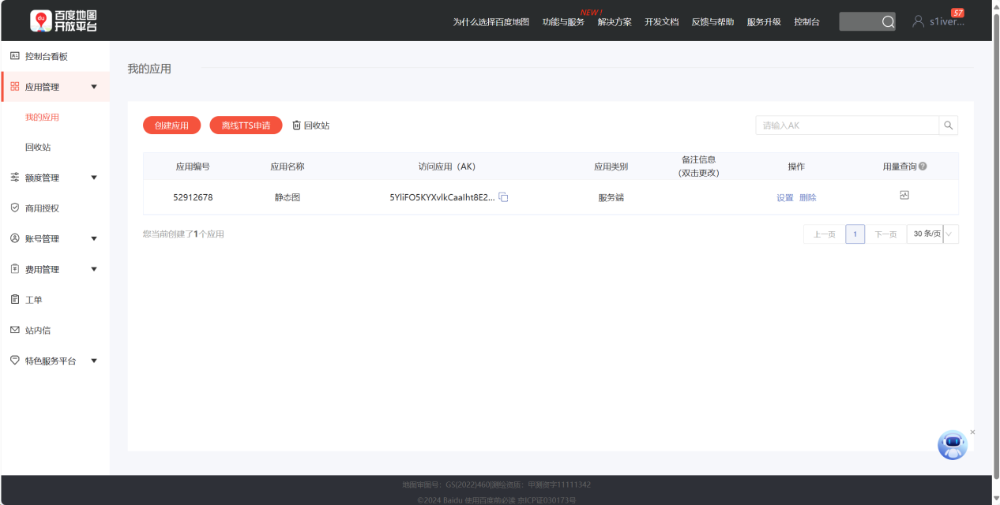 百度地图
开放平台
为什么选择百度地图 功能与服务 NEW! 解决方案 开发文档 反馈与帮助 服务升级 控制台 s1iver... 57
控制台看板
应用管理
我的应用
回收站
额度管理
商用授权
账号管理
费用管理
工单
站内信
特色服务平台
我的应用
创建应用 离线TTS申请 回收站 请输入AK
应用编号 应用名称 访问应用（AK） 应用类别 备注信息 （双击更改） 操作 用量查询
52912678 静态图 5YliFO5KYXvlkCaaIht8E2... 服务端 设置 删除
您当前创建了1个应用 上一页 1 下一页 30 条/页
地图审图号：GS(2022)460|测绘资质：甲测资字11111342
©2024 Baidu 使用百度前必读 京ICP证030173号